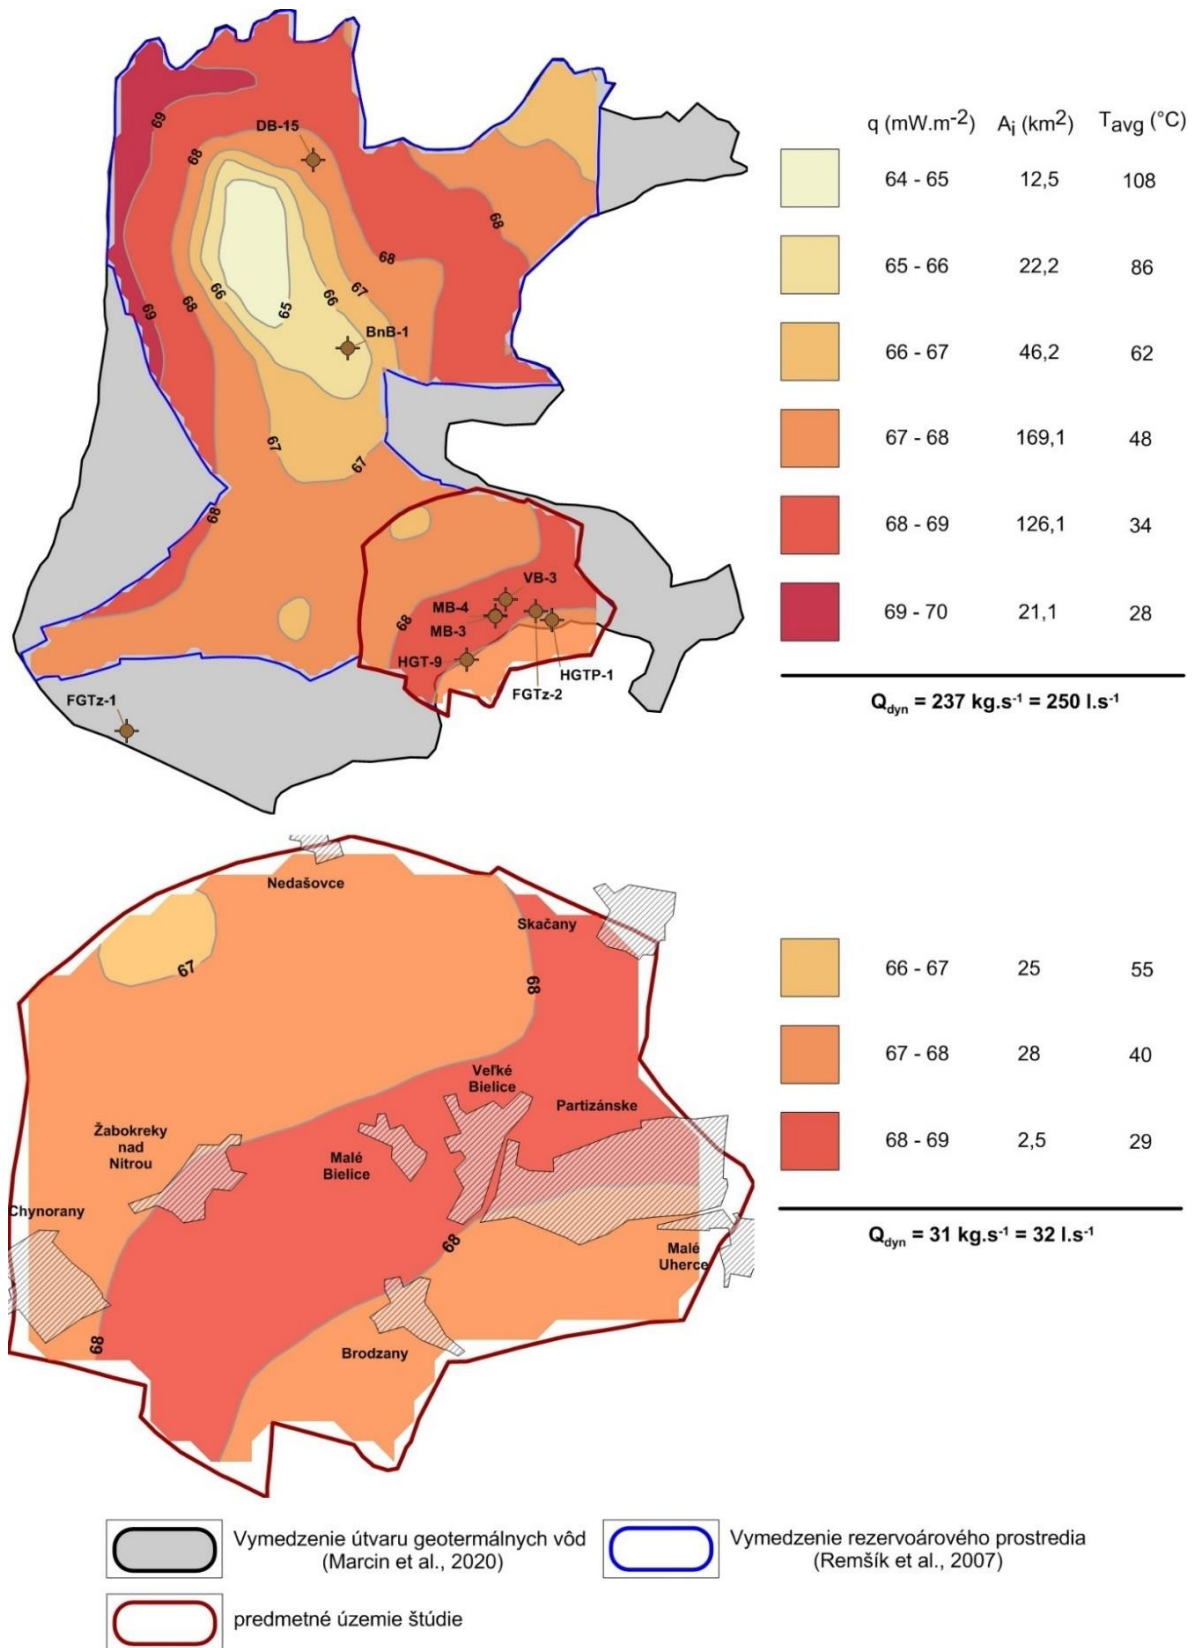 q (mW.m-2) Ai (km2) Tavg (°C)
64 - 65 12,5 108
65 - 66 22,2 86
66 - 67 46,2 62
67 - 68 169,1 48
68 - 69 126,1 34
69 - 70 21,1 28
Qdyn = 237 kg.s-1 = 250 l.s-1
69
DB-15
68
68
68
66
67
66
65
68
69
BnB-1
67
67
68
VB-3
MB-4
68
MB-3
HGT-9
HGTP-1
FGTz-2
FGTz-1
Nedašovce
Skačany
67
68
Veľké
Bielice
Partizánske
Žabokreky
nad
Nitrou
Malé
Bielice
Chynorany
68
Malé
Uherce
68
Brodzany
66 - 67 25 55
67 - 68 28 40
68 - 69 2,5 29
Qdyn = 31 kg.s-1 = 32 l.s-1
Vymedzenie útvaru geotermálnych vôd
(Marcin et al., 2020)
Vymedzenie rezervoárového prostredia
(Remšík et al., 2007)
predmetné územie štúdie